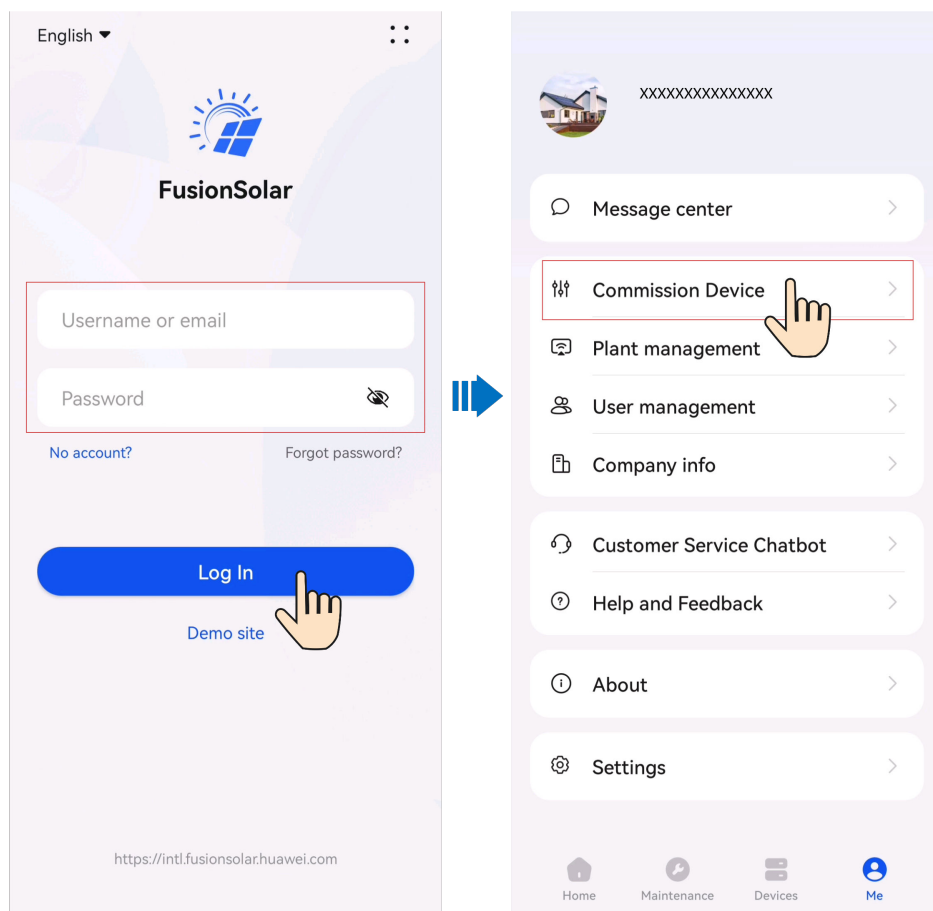 English
FusionSolar
Username or email
Password
No account?
Forgot password?
Log In
Demo site
https://intl.fusionsolar.huawei.com
XXXXXXXXXXXXXXX
Message center
Commission Device
Plant management
User management
Company info
Customer Service Chatbot
Help and Feedback
About
Settings
Home
Maintenance
Devices
Me